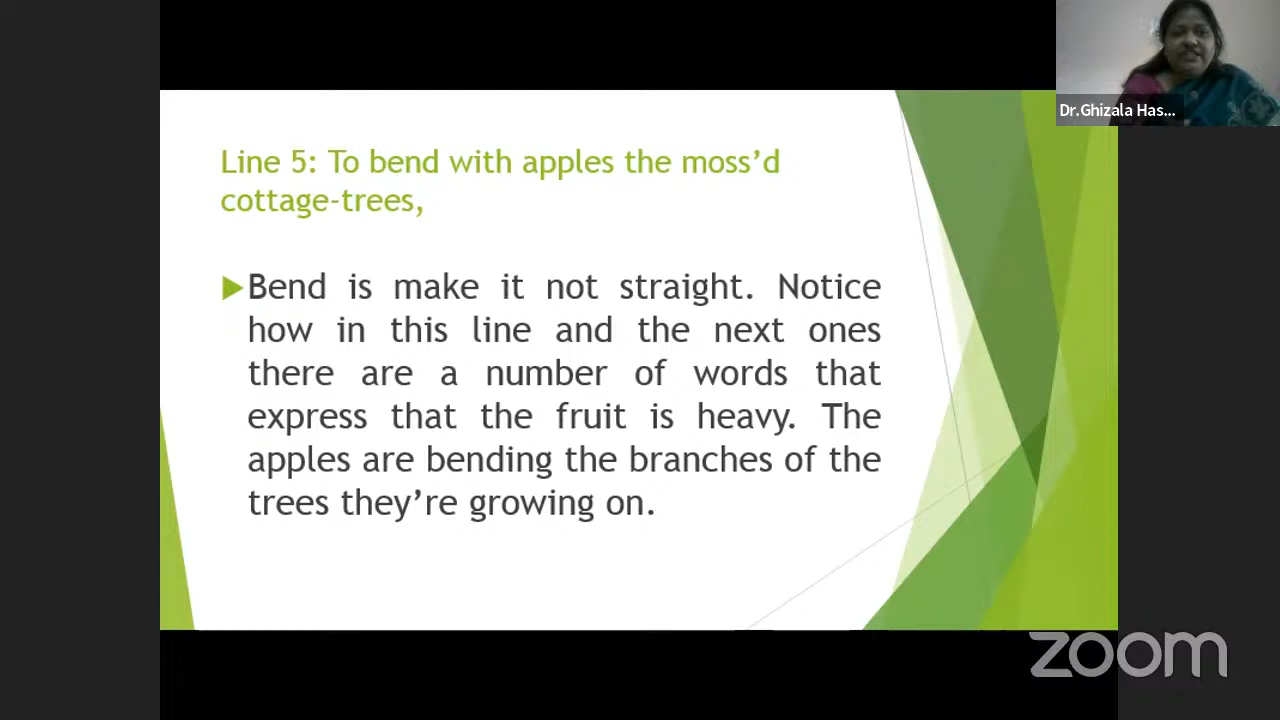 Dr.Ghizala Has...
Line 5: To bend with apples the moss’d
cottage-trees,
Bend is make it not straight. Notice
how in this line and the next ones
there are a number of words that
express that the fruit is heavy. The
apples are bending the branches of the
trees they’re growing on.
zoom